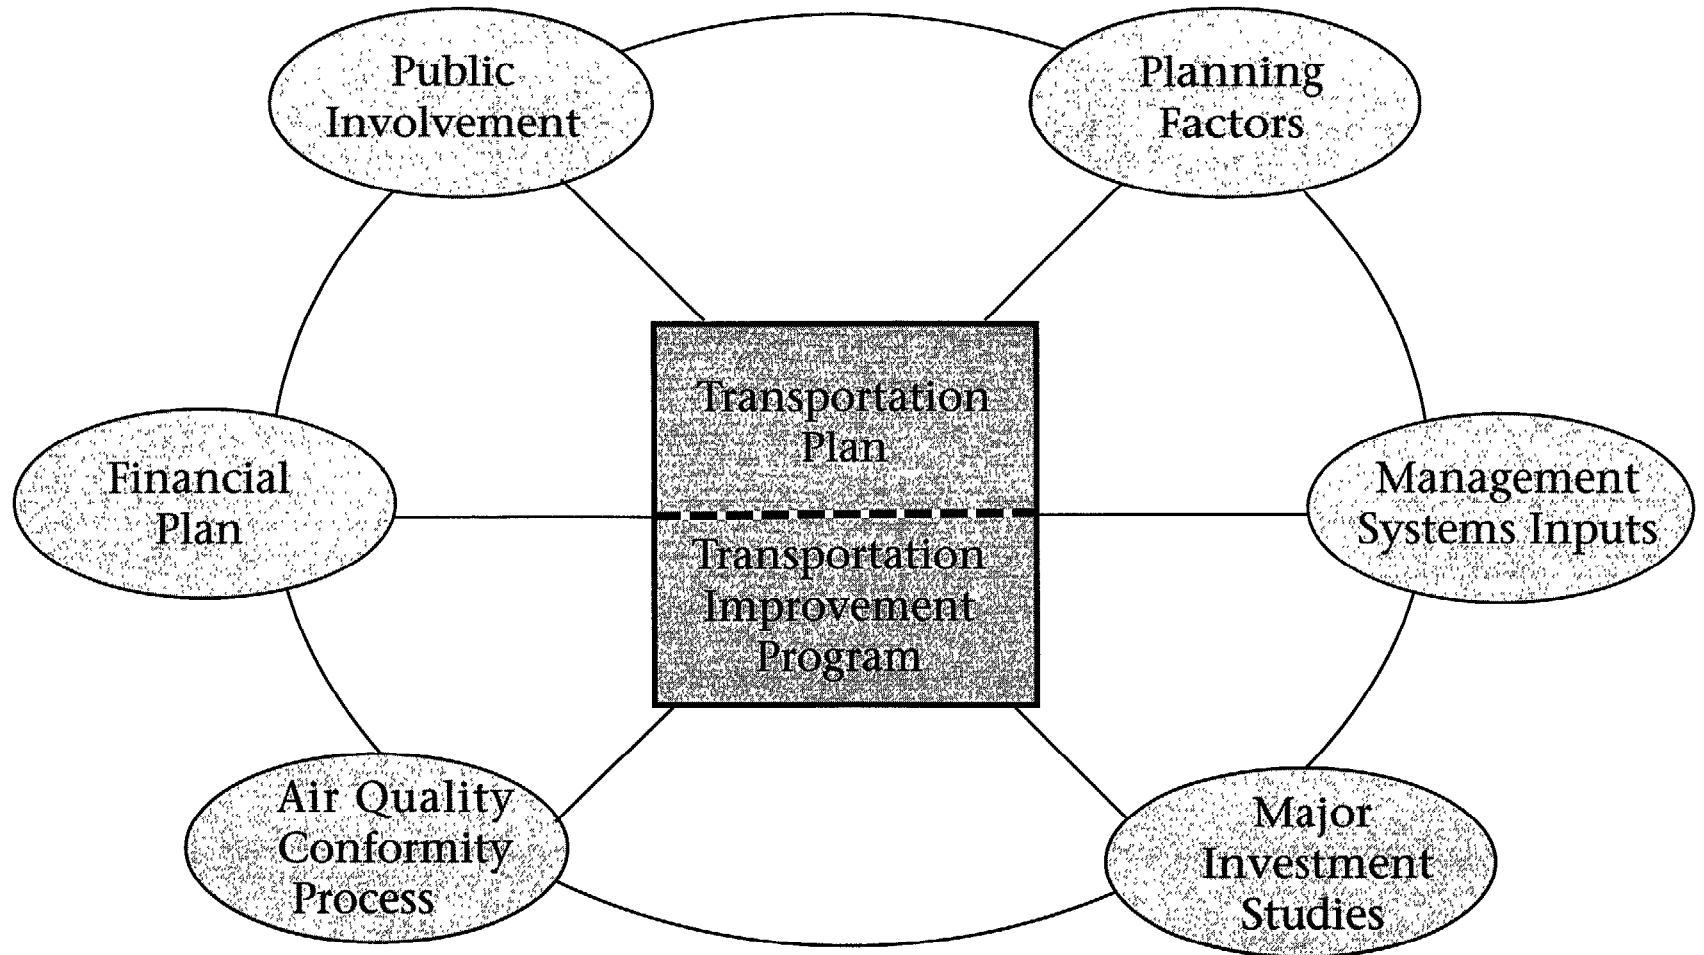 Public
Involvement
Planning
Factors
Transportation
Plan
Financial
Plan
Management
Systems Inputs
Transportation
Improvement
Program
Air Quality
Conformity
Process
Major
Investment
Studies